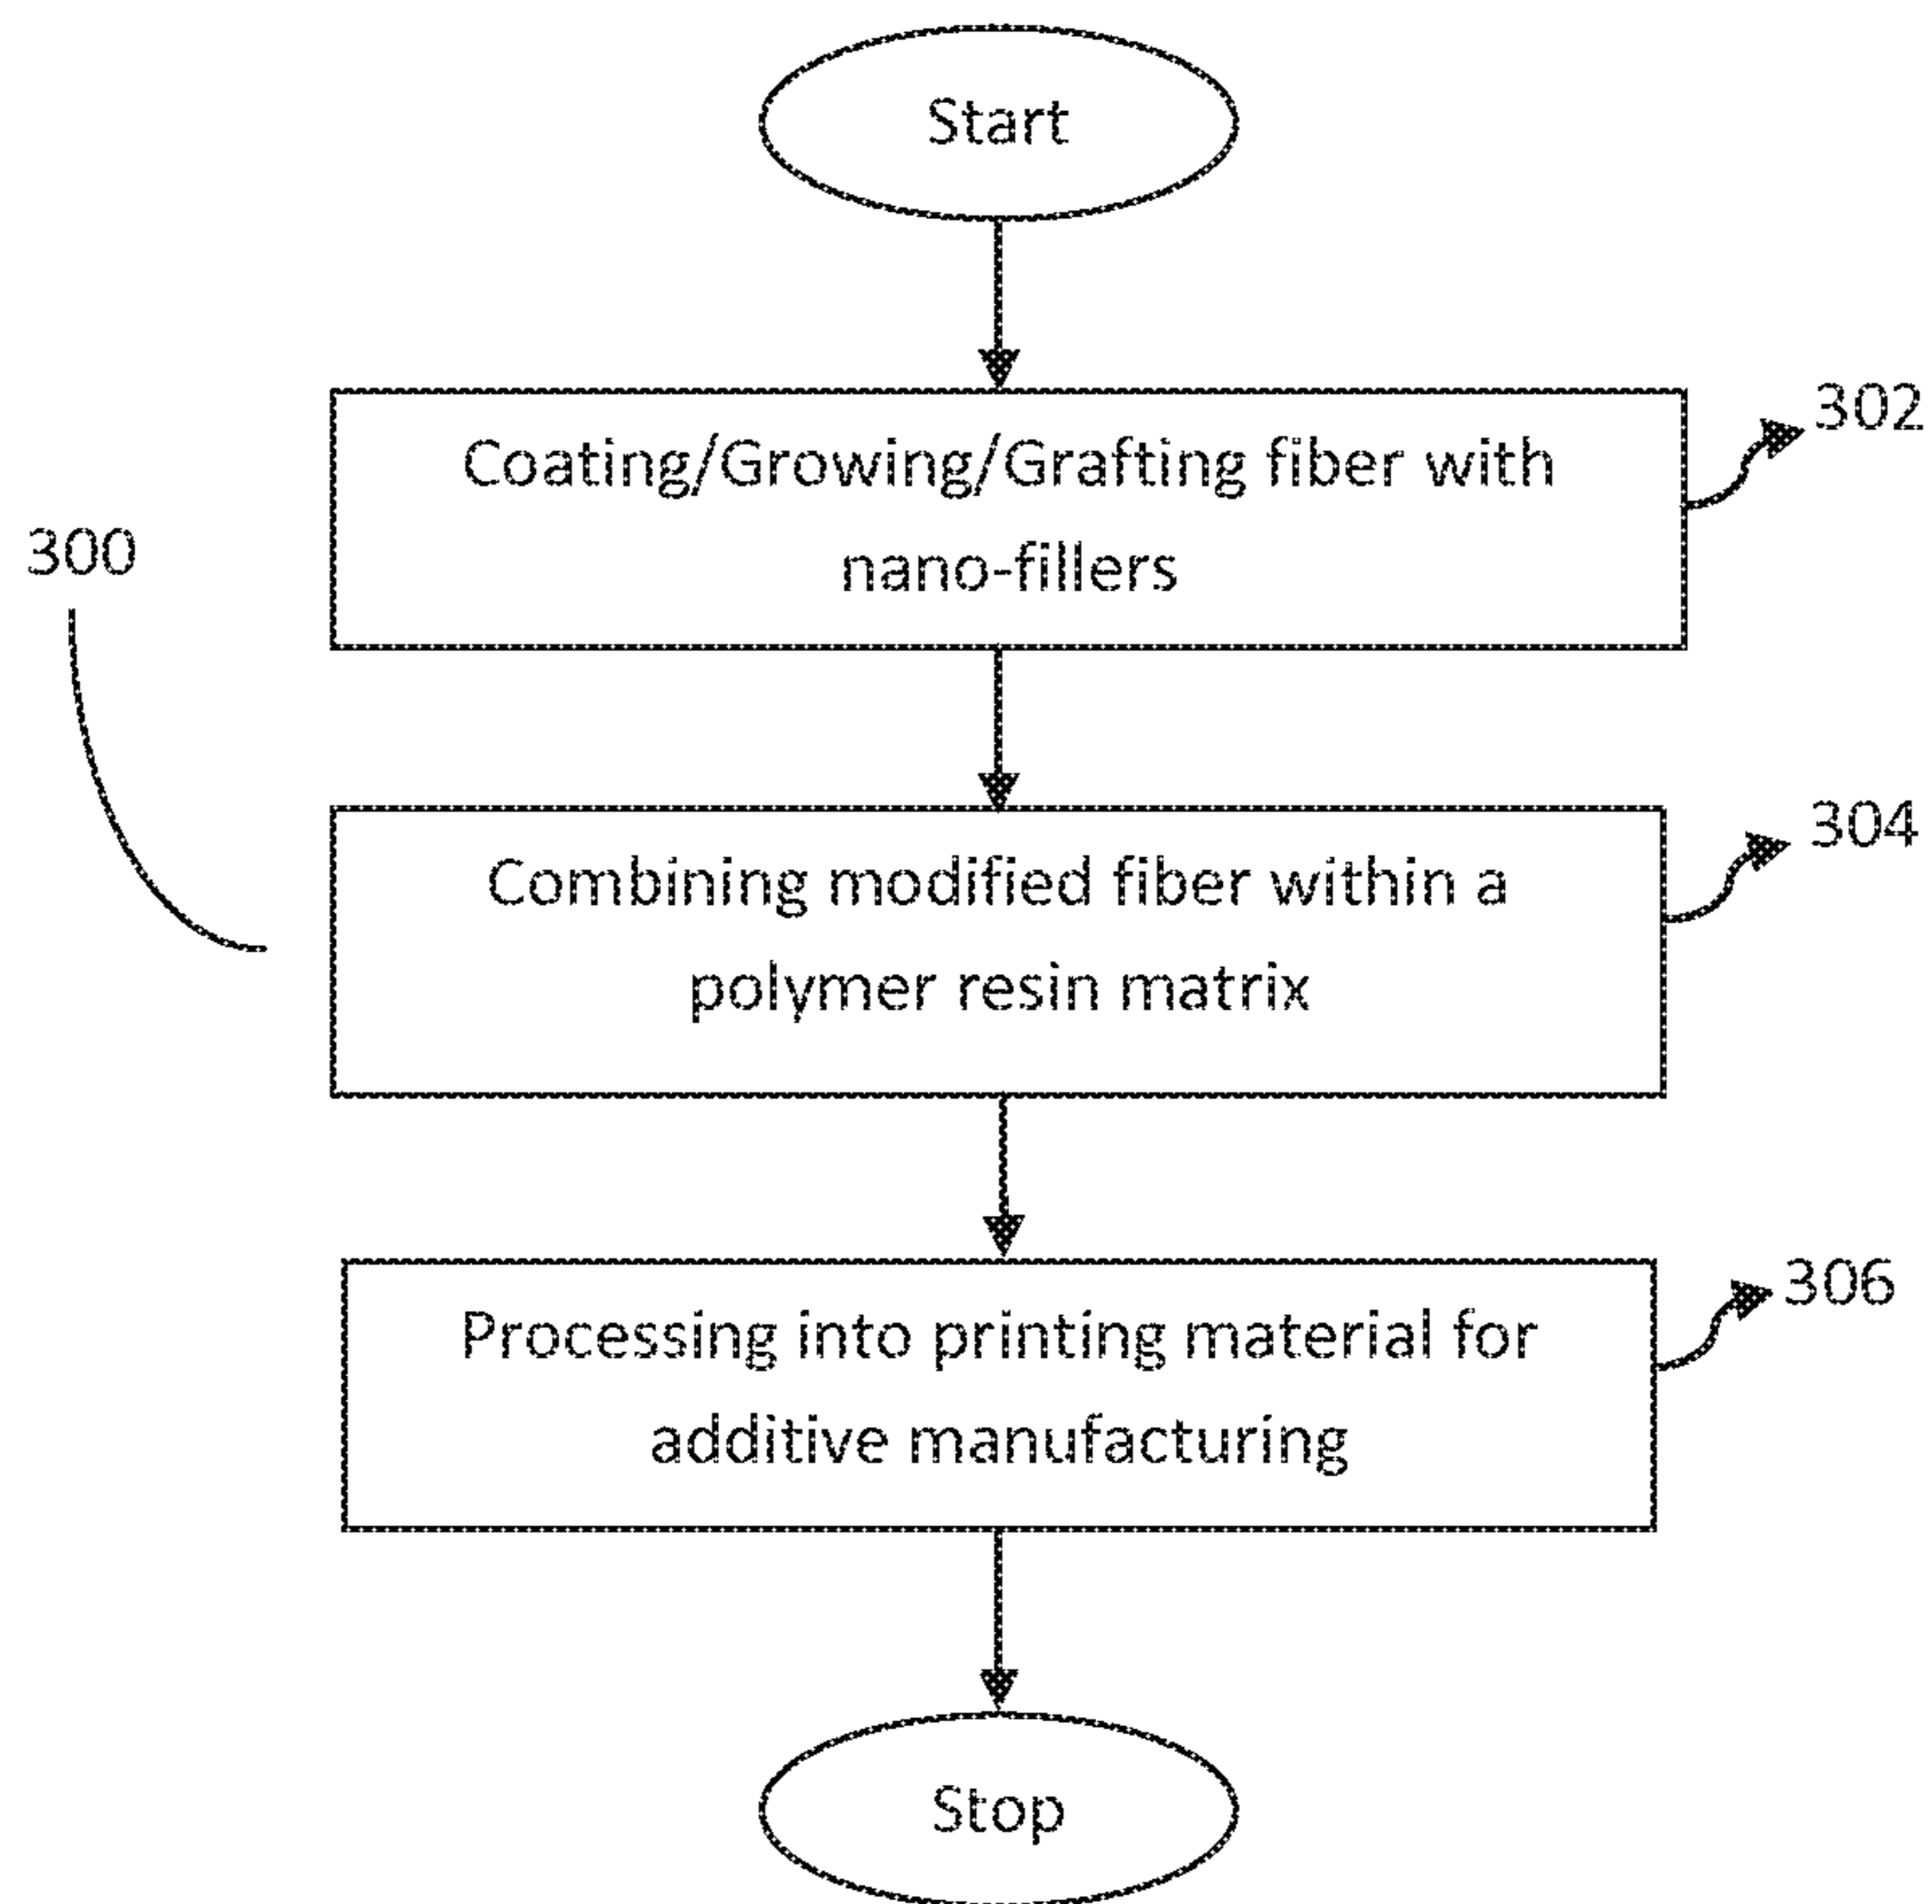 Start
Coating/Growing/Grafting fiber with
nano-fillers
302
300
Combining modified fiber within a
polymer resin matrix
304
Processing into printing material for
additive manufacturing
306
Stop